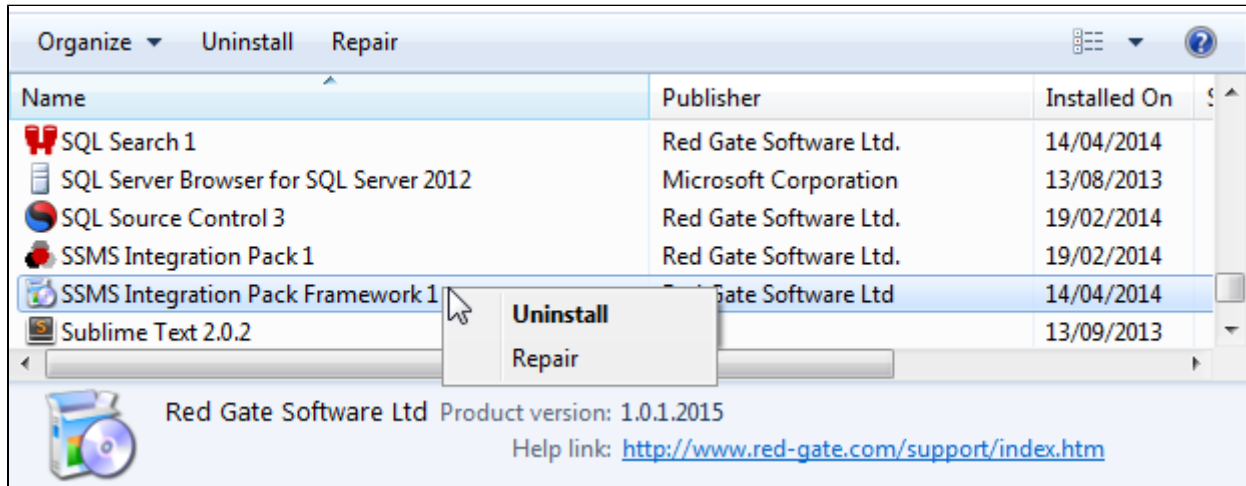 Organize Uninstall Repair
Name Publisher Installed On
SQL Search 1 Red Gate Software Ltd. 14/04/2014
SQL Server Browser for SQL Server 2012 Microsoft Corporation 13/08/2013
SQL Source Control 3 Red Gate Software Ltd. 19/02/2014
SSMS Integration Pack 1 Red Gate Software Ltd. 19/02/2014
SSMS Integration Pack Framework 1 Red Gate Software Ltd 14/04/2014
Uninstall
Sublime Text 2.0.2 13/09/2013
Repair
Red Gate Software Ltd Product version: 1.0.1.2015
Help link: http://www.red-gate.com/support/index.htm